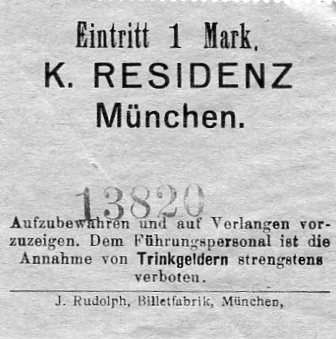 Eintritt 1 Mark.
K. RESIDENZ
München.
13820
Aufzubewahren und auf Verlangen vor-
zuzeigen. Dem Führungspersonal ist die
Annahme von Trinkgeldern strengstens
verboten.
J. Rudolph, Billetfabrik, München,